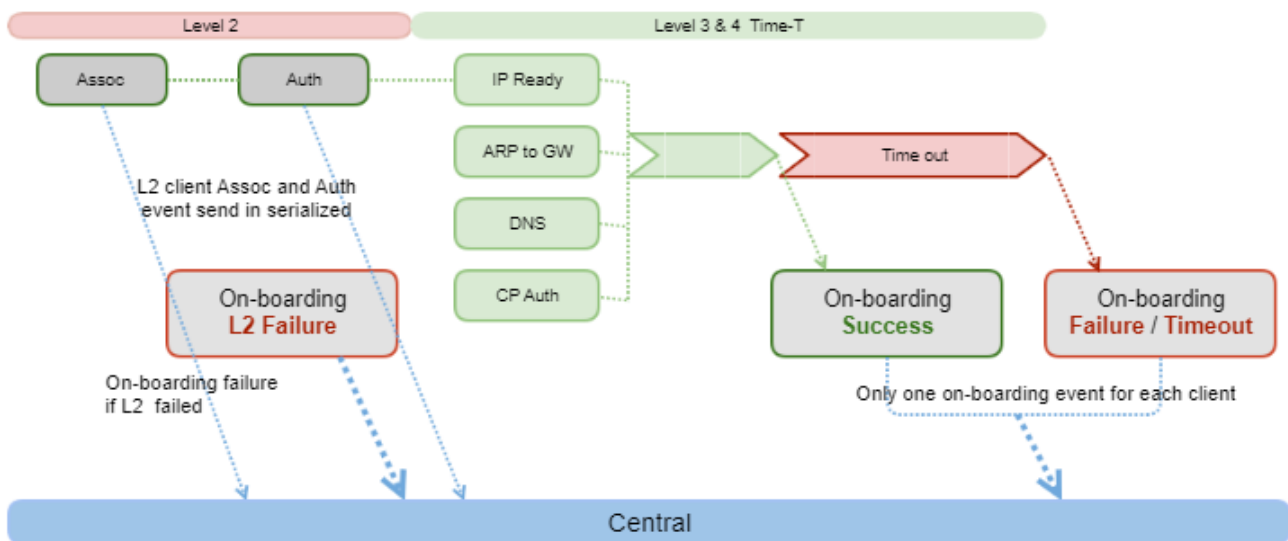 Level 2
Level 3 & 4 Time-T
Assoc
Auth
IP Ready
ARP to GW
Time out
L2 client Assoc and Auth
event send in serialized
DNS
CP Auth
On-boarding
L2 Failure
On-boarding
Success
On-boarding
Failure / Timeout
On-boarding failure
if L2 failed
Only one on-boarding event for each client
Central